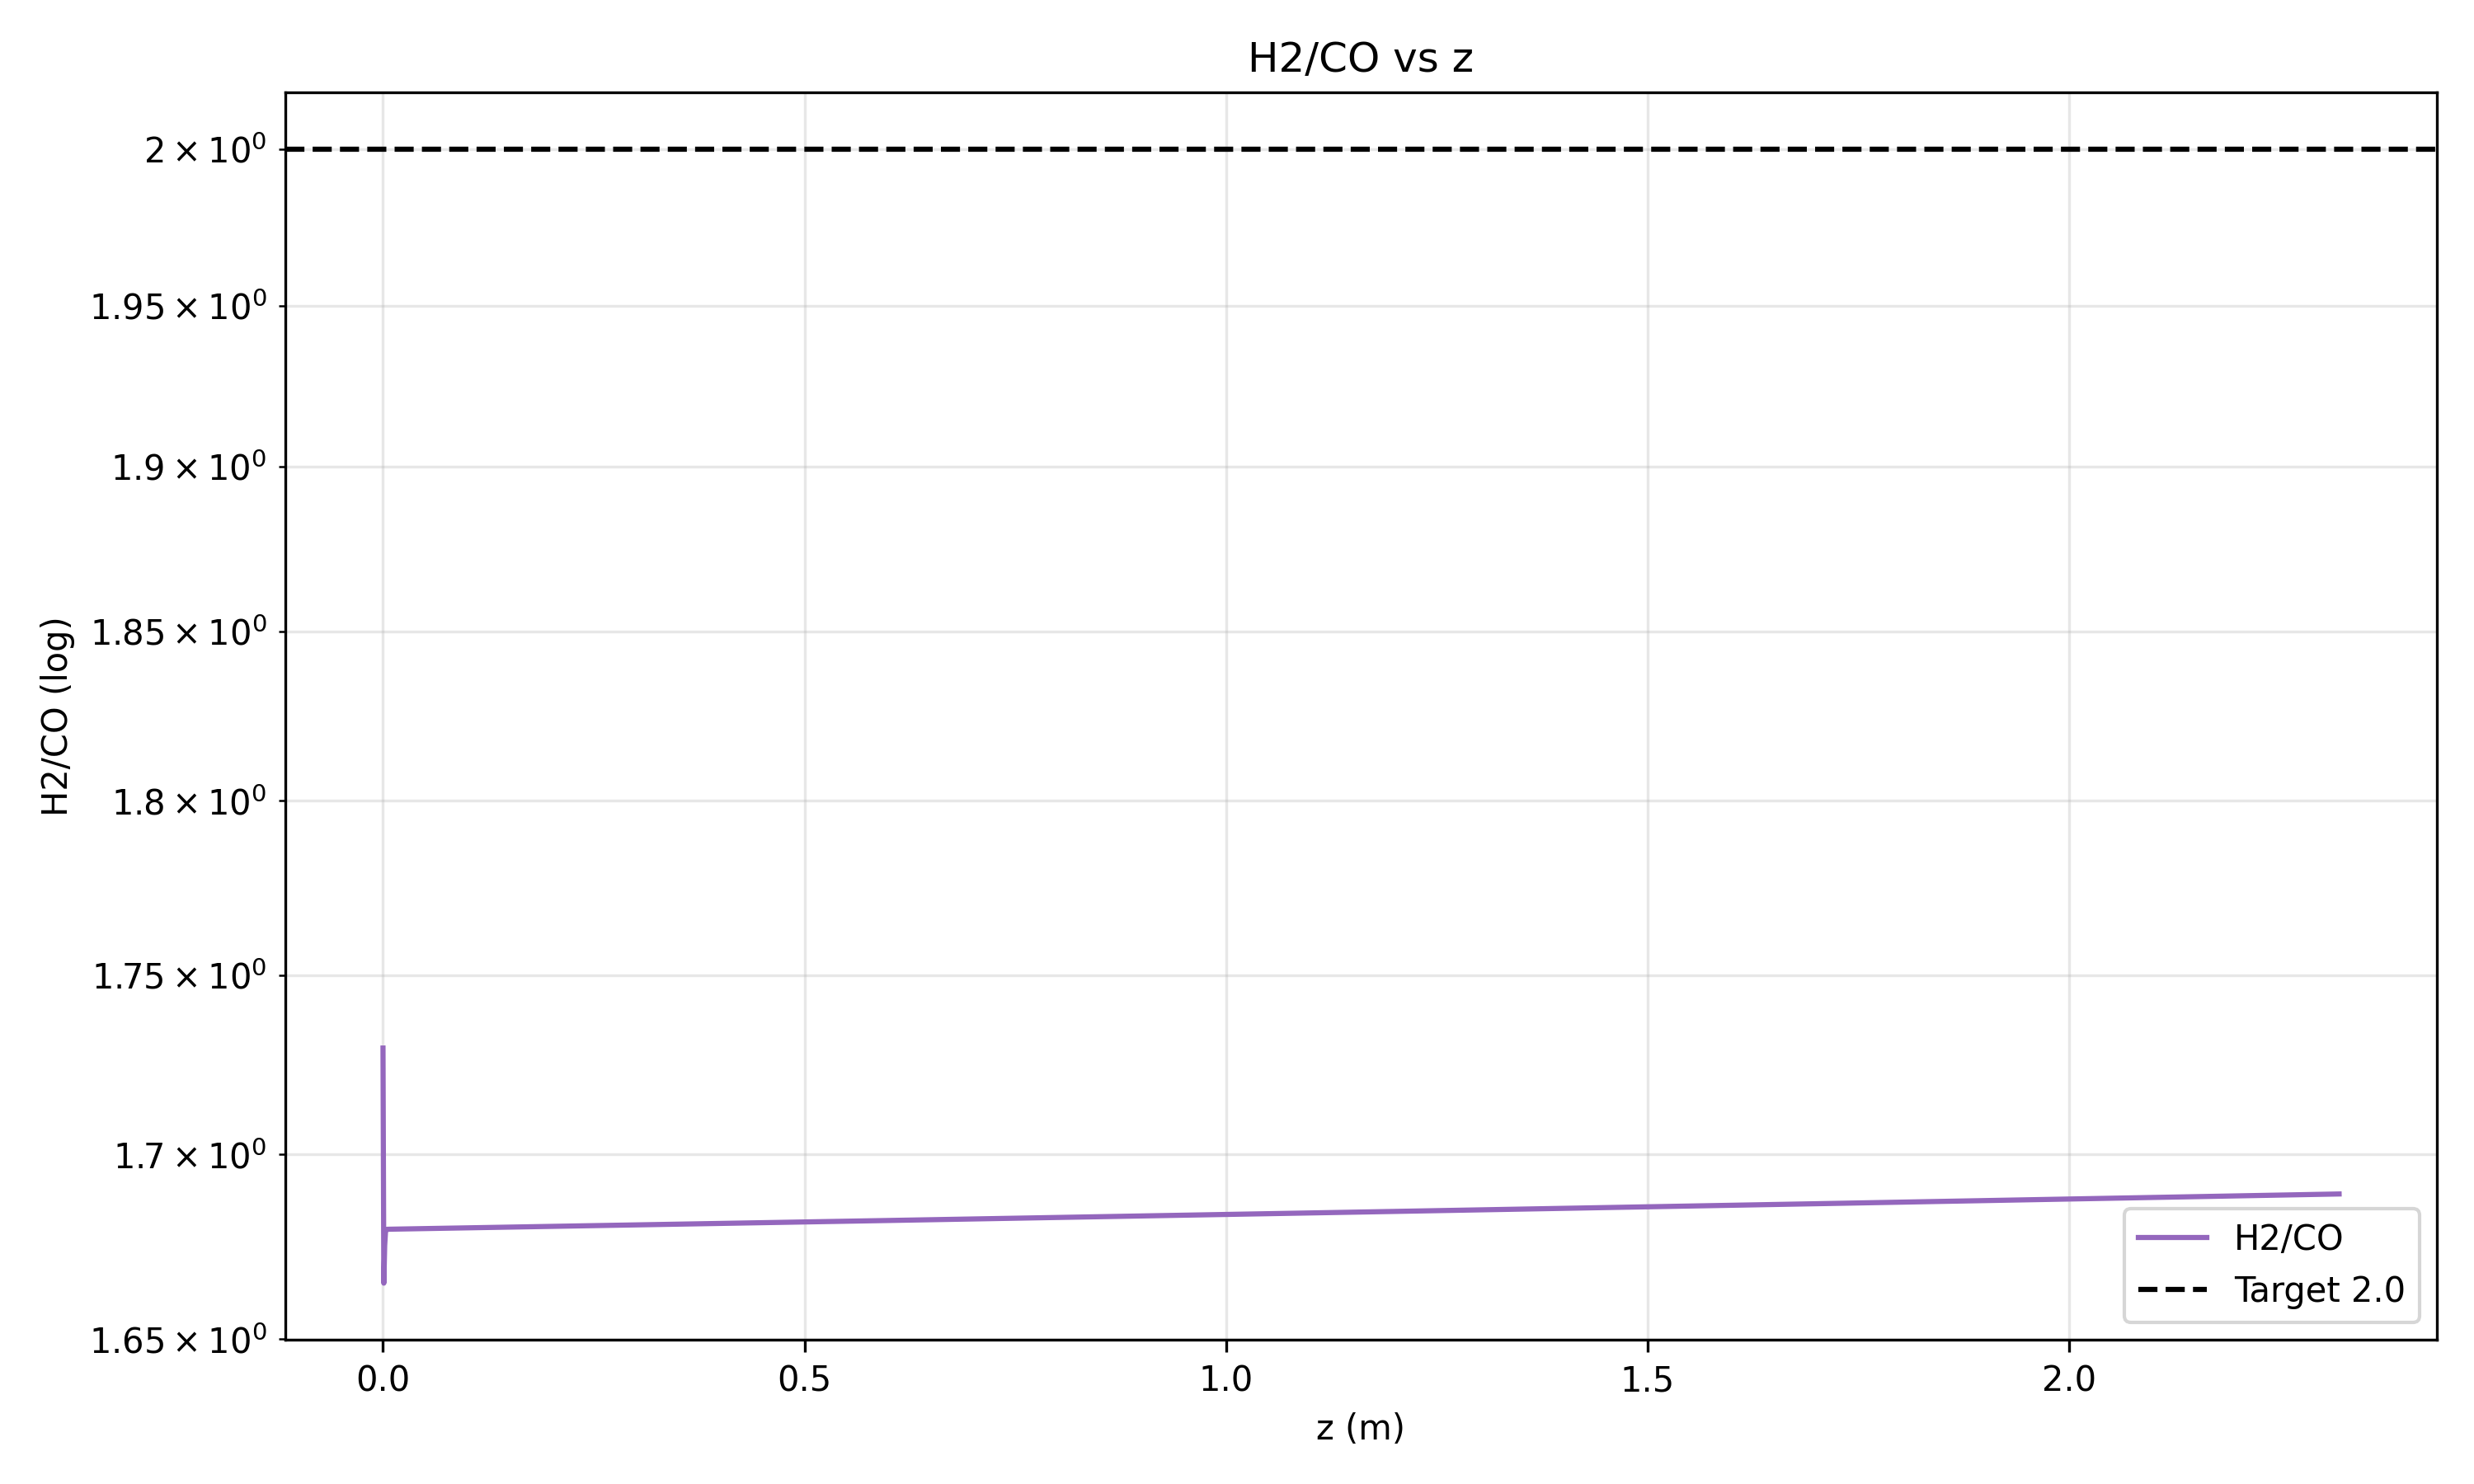 H2/CO vs z
H2/CO (log)
2 × 10⁰
1.95 × 10⁰
1.9 × 10⁰
1.85 × 10⁰
1.8 × 10⁰
1.75 × 10⁰
1.7 × 10⁰
1.65 × 10⁰
H2/CO
Target 2.0
0.0 0.5 1.0 1.5 2.0
z (m)